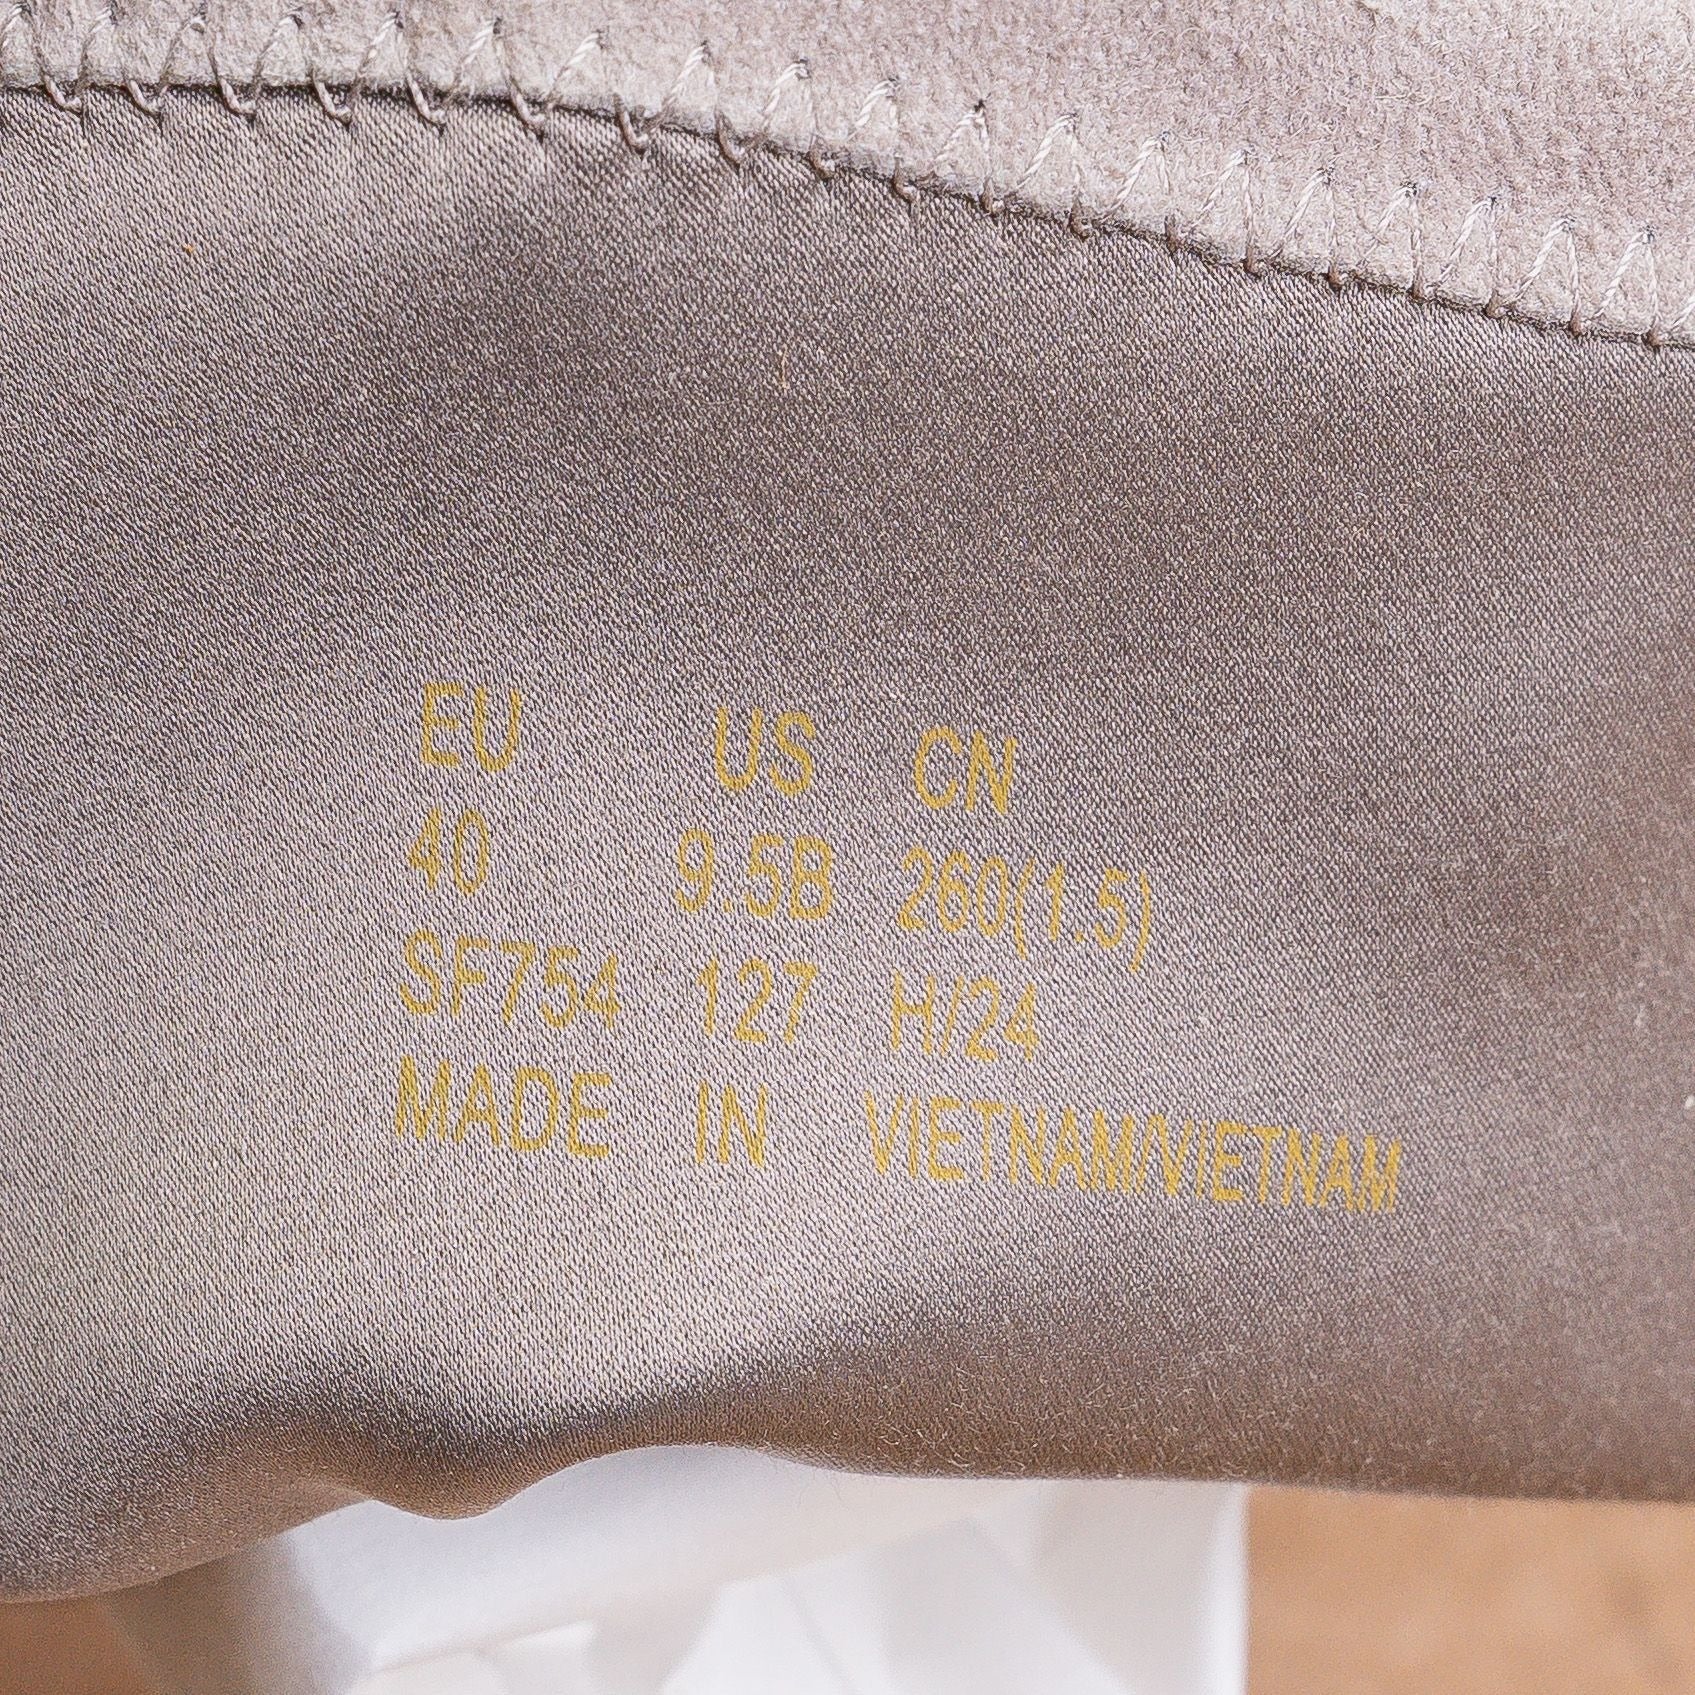 EU US CN
40 9.5B 260(1.5)
SF754 127 H/24
MADE IN VIETNAM/VIETNAM